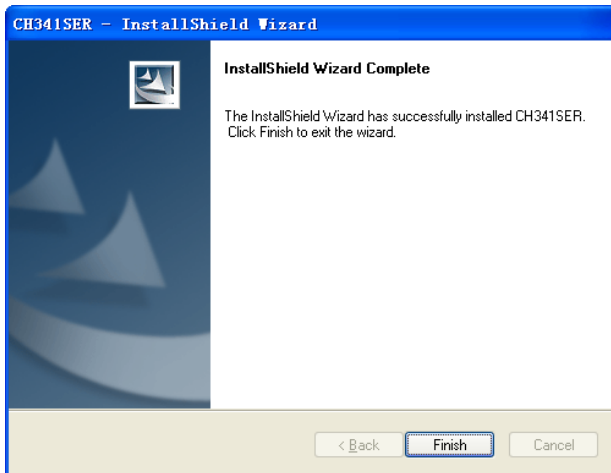 CH341SER - InstallShield Wizard
InstallShield Wizard Complete
The InstallShield Wizard has successfully installed CH341SER.
Click Finish to exit the wizard.
< Back
Finish
Cancel